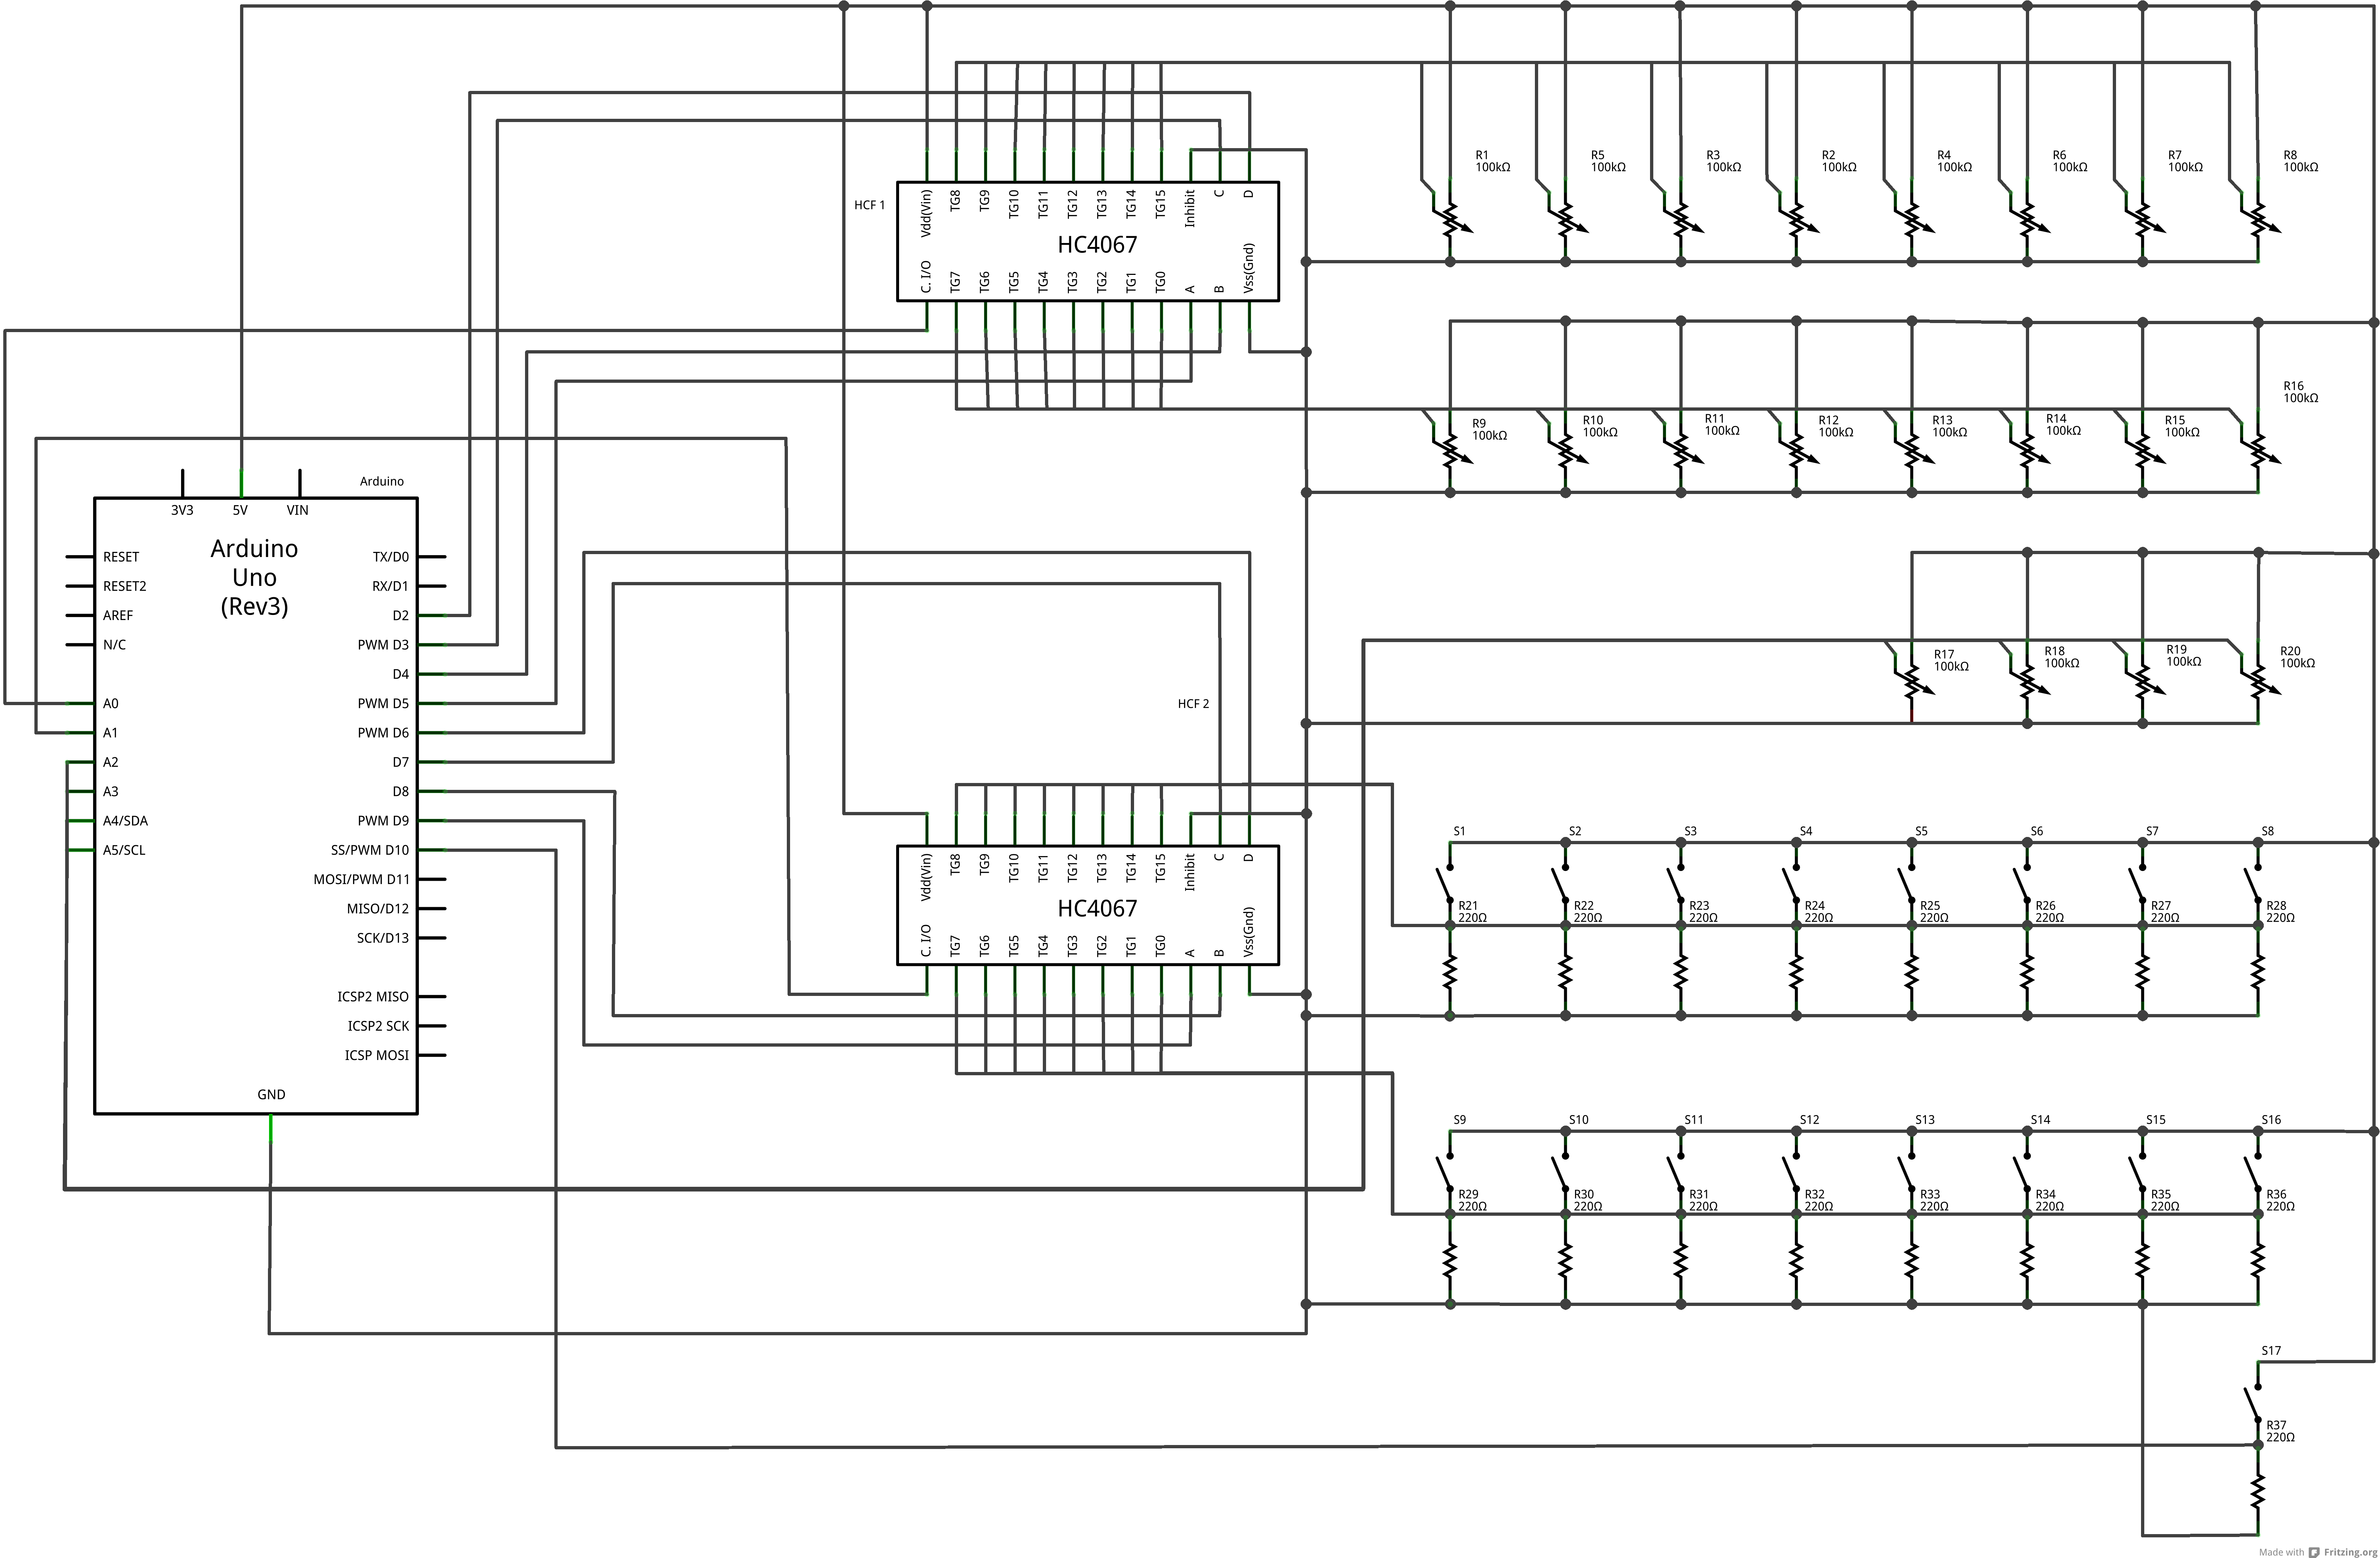 R1
100kΩ
R5
100kΩ
R3
100kΩ
R2
100kΩ
R4
100kΩ
R6
100kΩ
R7
100kΩ
R8
100kΩ
HCF 1
Vdd(Vin)
TG8
TG9
TG10
TG11
TG12
TG13
TG14
TG15
Inhibit
C
D
HC4067
C. I/O
TG7
TG6
TG5
TG4
TG3
TG2
TG1
TG0
A
B
Vss(Gnd)
R9
100kΩ
R10
100kΩ
R11
100kΩ
R12
100kΩ
R13
100kΩ
R14
100kΩ
R15
100kΩ
R16
100kΩ
Arduino
3V3
5V
VIN
Arduino
Uno
(Rev3)
RESET
RESET2
AREF
N/C
A0
A1
A2
A3
A4/SDA
A5/SCL
TX/D0
RX/D1
D2
PWM D3
D4
PWM D5
PWM D6
D7
D8
PWM D9
SS/PWM D10
MOSI/PWM D11
MISO/D12
SCK/D13
ICSP2 MISO
ICSP2 SCK
ICSP MOSI
GND
R17
100kΩ
R18
100kΩ
R19
100kΩ
R20
100kΩ
HCF 2
Vdd(Vin)
TG8
TG9
TG10
TG11
TG12
TG13
TG14
TG15
Inhibit
C
D
HC4067
C. I/O
TG7
TG6
TG5
TG4
TG3
TG2
TG1
TG0
A
B
Vss(Gnd)
S1
S2
S3
S4
S5
S6
S7
S8
R21
220Ω
R22
220Ω
R23
220Ω
R24
220Ω
R25
220Ω
R26
220Ω
R27
220Ω
R28
220Ω
S9
S10
S11
S12
S13
S14
S15
S16
R29
220Ω
R30
220Ω
R31
220Ω
R32
220Ω
R33
220Ω
R34
220Ω
R35
220Ω
R36
220Ω
S17
R37
220Ω
Made with Fritzing.org